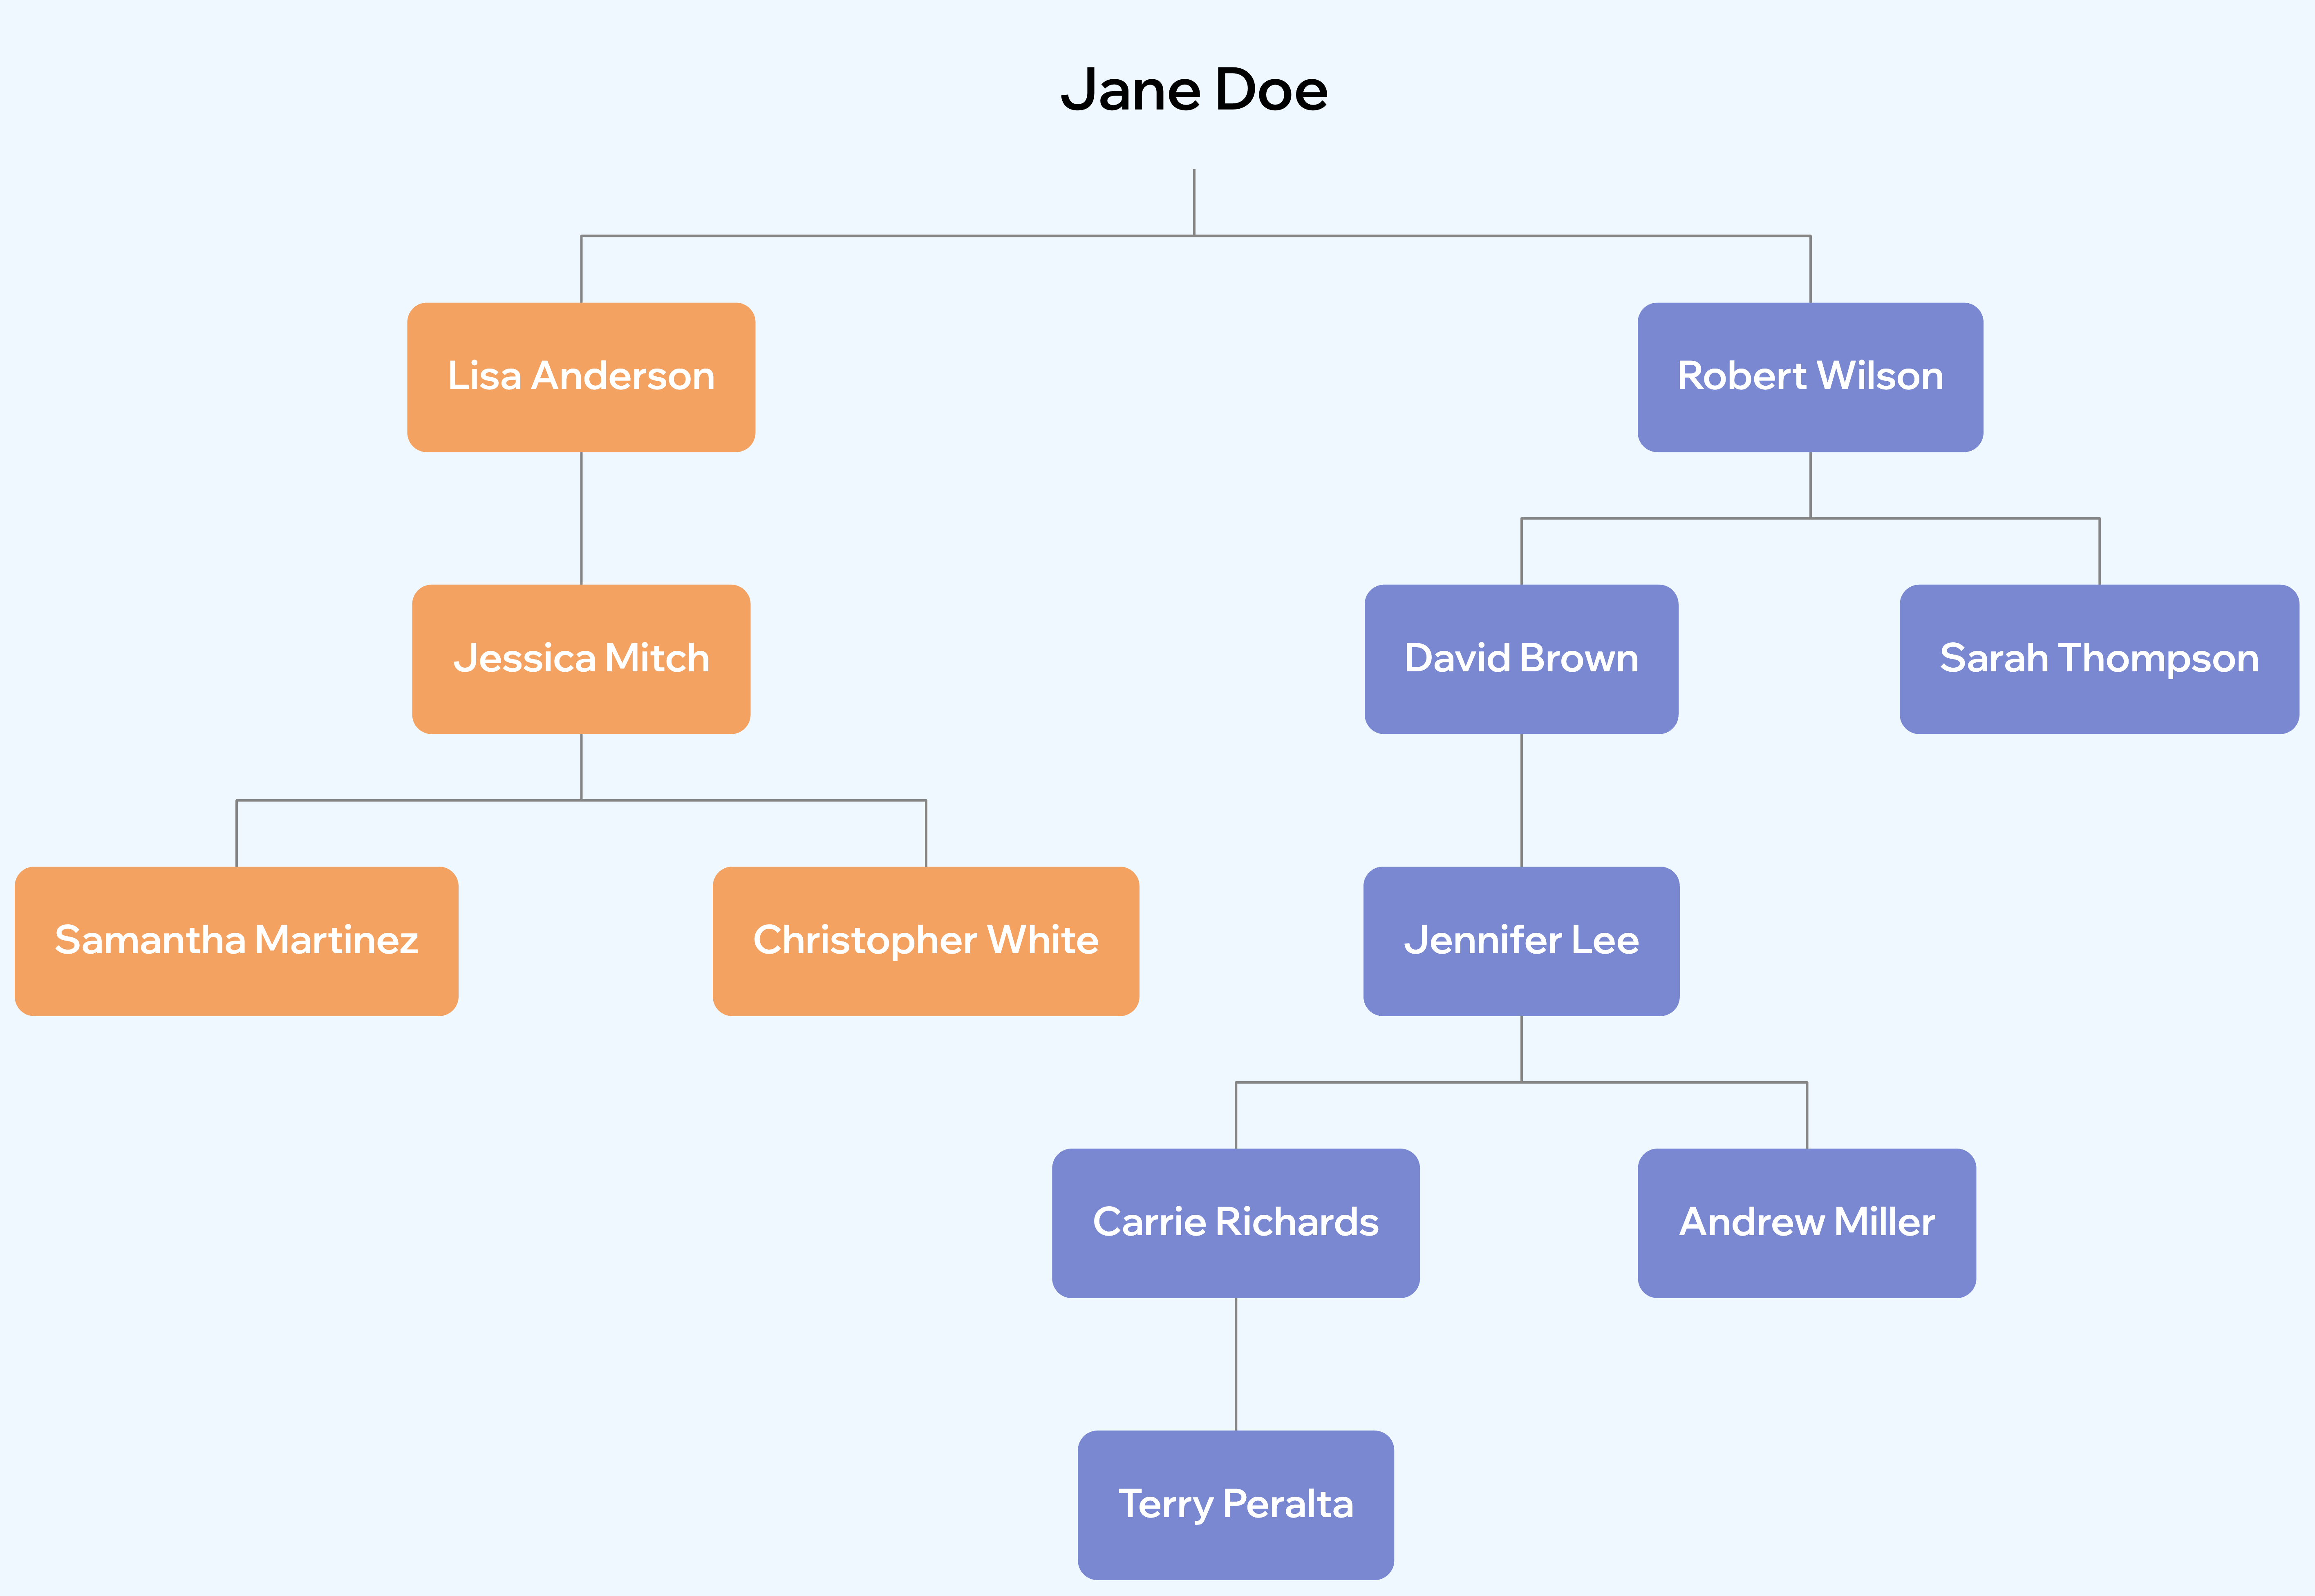 Jane Doe
Lisa Anderson
Robert Wilson
Jessica Mitch
David Brown
Sarah Thompson
Samantha Martinez
Christopher White
Jennifer Lee
Carrie Richards
Andrew Miller
Terry Peralta